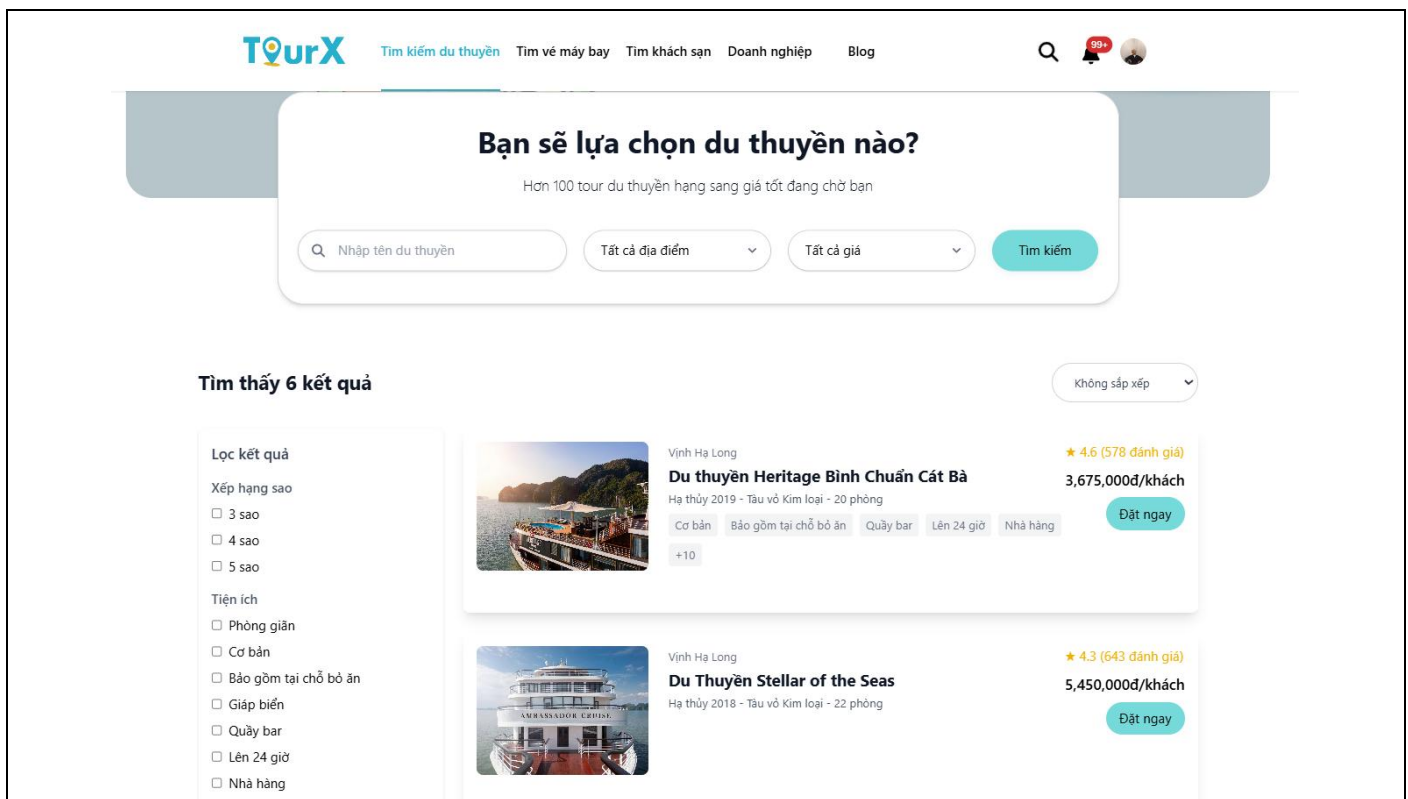 TourX Tìm kiếm du thuyền Tìm vé máy bay Tìm khách sạn Doanh nghiệp Blog 99+
Bạn sẽ lựa chọn du thuyền nào?
Hơn 100 tour du thuyền hạng sang giá tốt đang chờ bạn
Nhập tên du thuyền Tất cả địa điểm Tất cả giá Tìm kiếm
Tìm thấy 6 kết quả Không sắp xếp
Lọc kết quả
Xếp hạng sao
3 sao
4 sao
5 sao
Tiện ích
Phòng giãn
Cơ bản
Bảo gồm tại chỗ bỏ ăn
Giáp biển
Quầy bar
Lên 24 giờ
Nhà hàng
Vịnh Hạ Long
Du thuyền Heritage Bình Chuẩn Cát Bà
Hạ thủy 2019 - Tàu vỏ Kim loại - 20 phòng
Cơ bản Bảo gồm tại chỗ bỏ ăn Quầy bar Lên 24 giờ Nhà hàng
+10
★ 4.6 (578 đánh giá)
3,675,000đ/khách
Đặt ngay
AMBASSADOR CRUISE
Vịnh Hạ Long
Du Thuyền Stellar of the Seas
Hạ thủy 2018 - Tàu vỏ Kim loại - 22 phòng
★ 4.3 (643 đánh giá)
5,450,000đ/khách
Đặt ngay